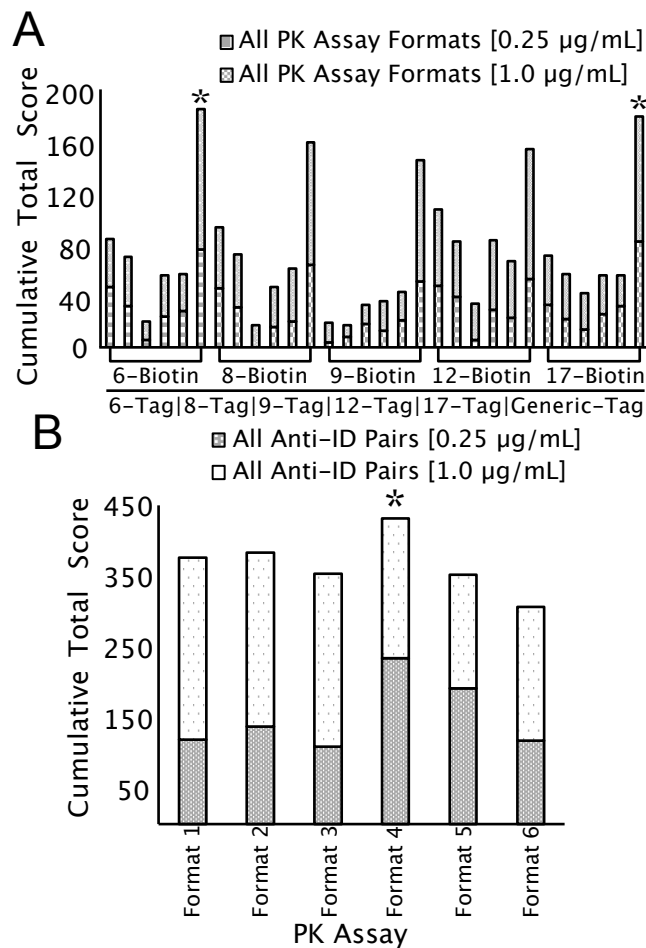 A
All PK Assay Formats [0.25 µg/mL]
All PK Assay Formats [1.0 µg/mL]
Cumulative Total Score
200
160
120
80
40
0
*
*
6-Biotin
8-Biotin
9-Biotin
12-Biotin
17-Biotin
6-Tag|8-Tag|9-Tag|12-Tag|17-Tag|Generic-Tag
B
All Anti-ID Pairs [0.25 µg/mL]
All Anti-ID Pairs [1.0 µg/mL]
Cumulative Total Score
450
350
250
150
50
*
Format 1
Format 2
Format 3
Format 4
Format 5
Format 6
PK Assay